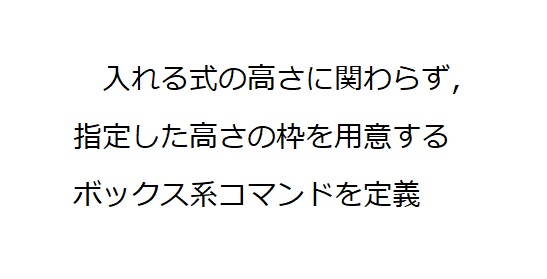 入れる式の高さに関わらず,
指定した高さの枠を用意する
ボックス系コマンドを定義